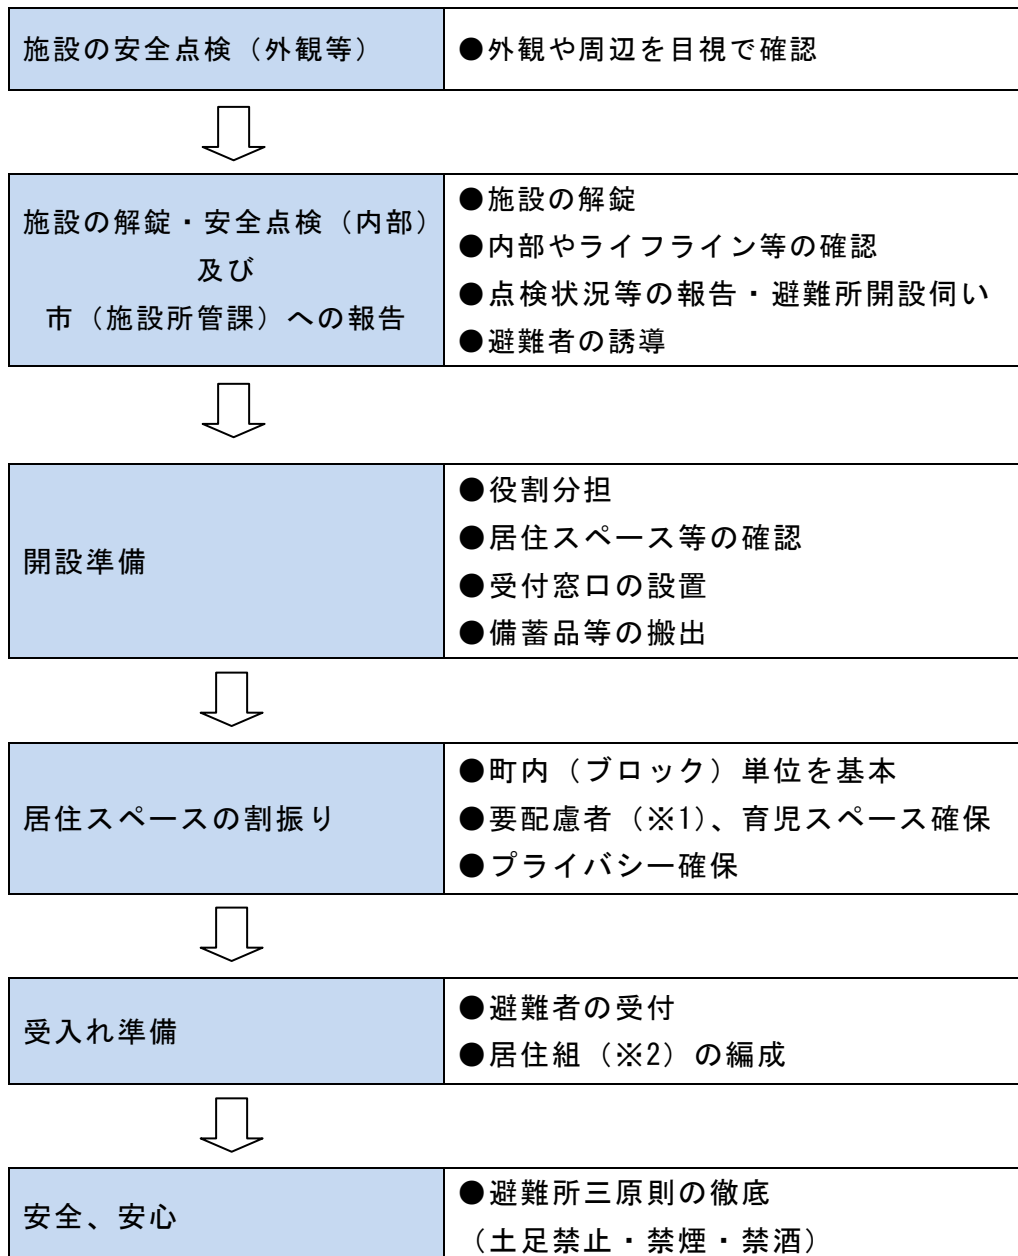 施設の安全点検（外観等）
●外観や周辺を目視で確認
施設の解錠・安全点検（内部）
及び
市（施設所管課）への報告
●施設の解錠
●内部やライフライン等の確認
●点検状況等の報告・避難所開設伺い
●避難者の誘導
開設準備
●役割分担
●居住スペース等の確認
●受付窓口の設置
●備蓄品等の搬出
居住スペースの割振り
●町内（ブロック）単位を基本
●要配慮者（※1）、育児スペース確保
●プライバシー確保
受入れ準備
●避難者の受付
●居住組（※2）の編成
安全、安心
●避難所三原則の徹底
（土足禁止・禁煙・禁酒）